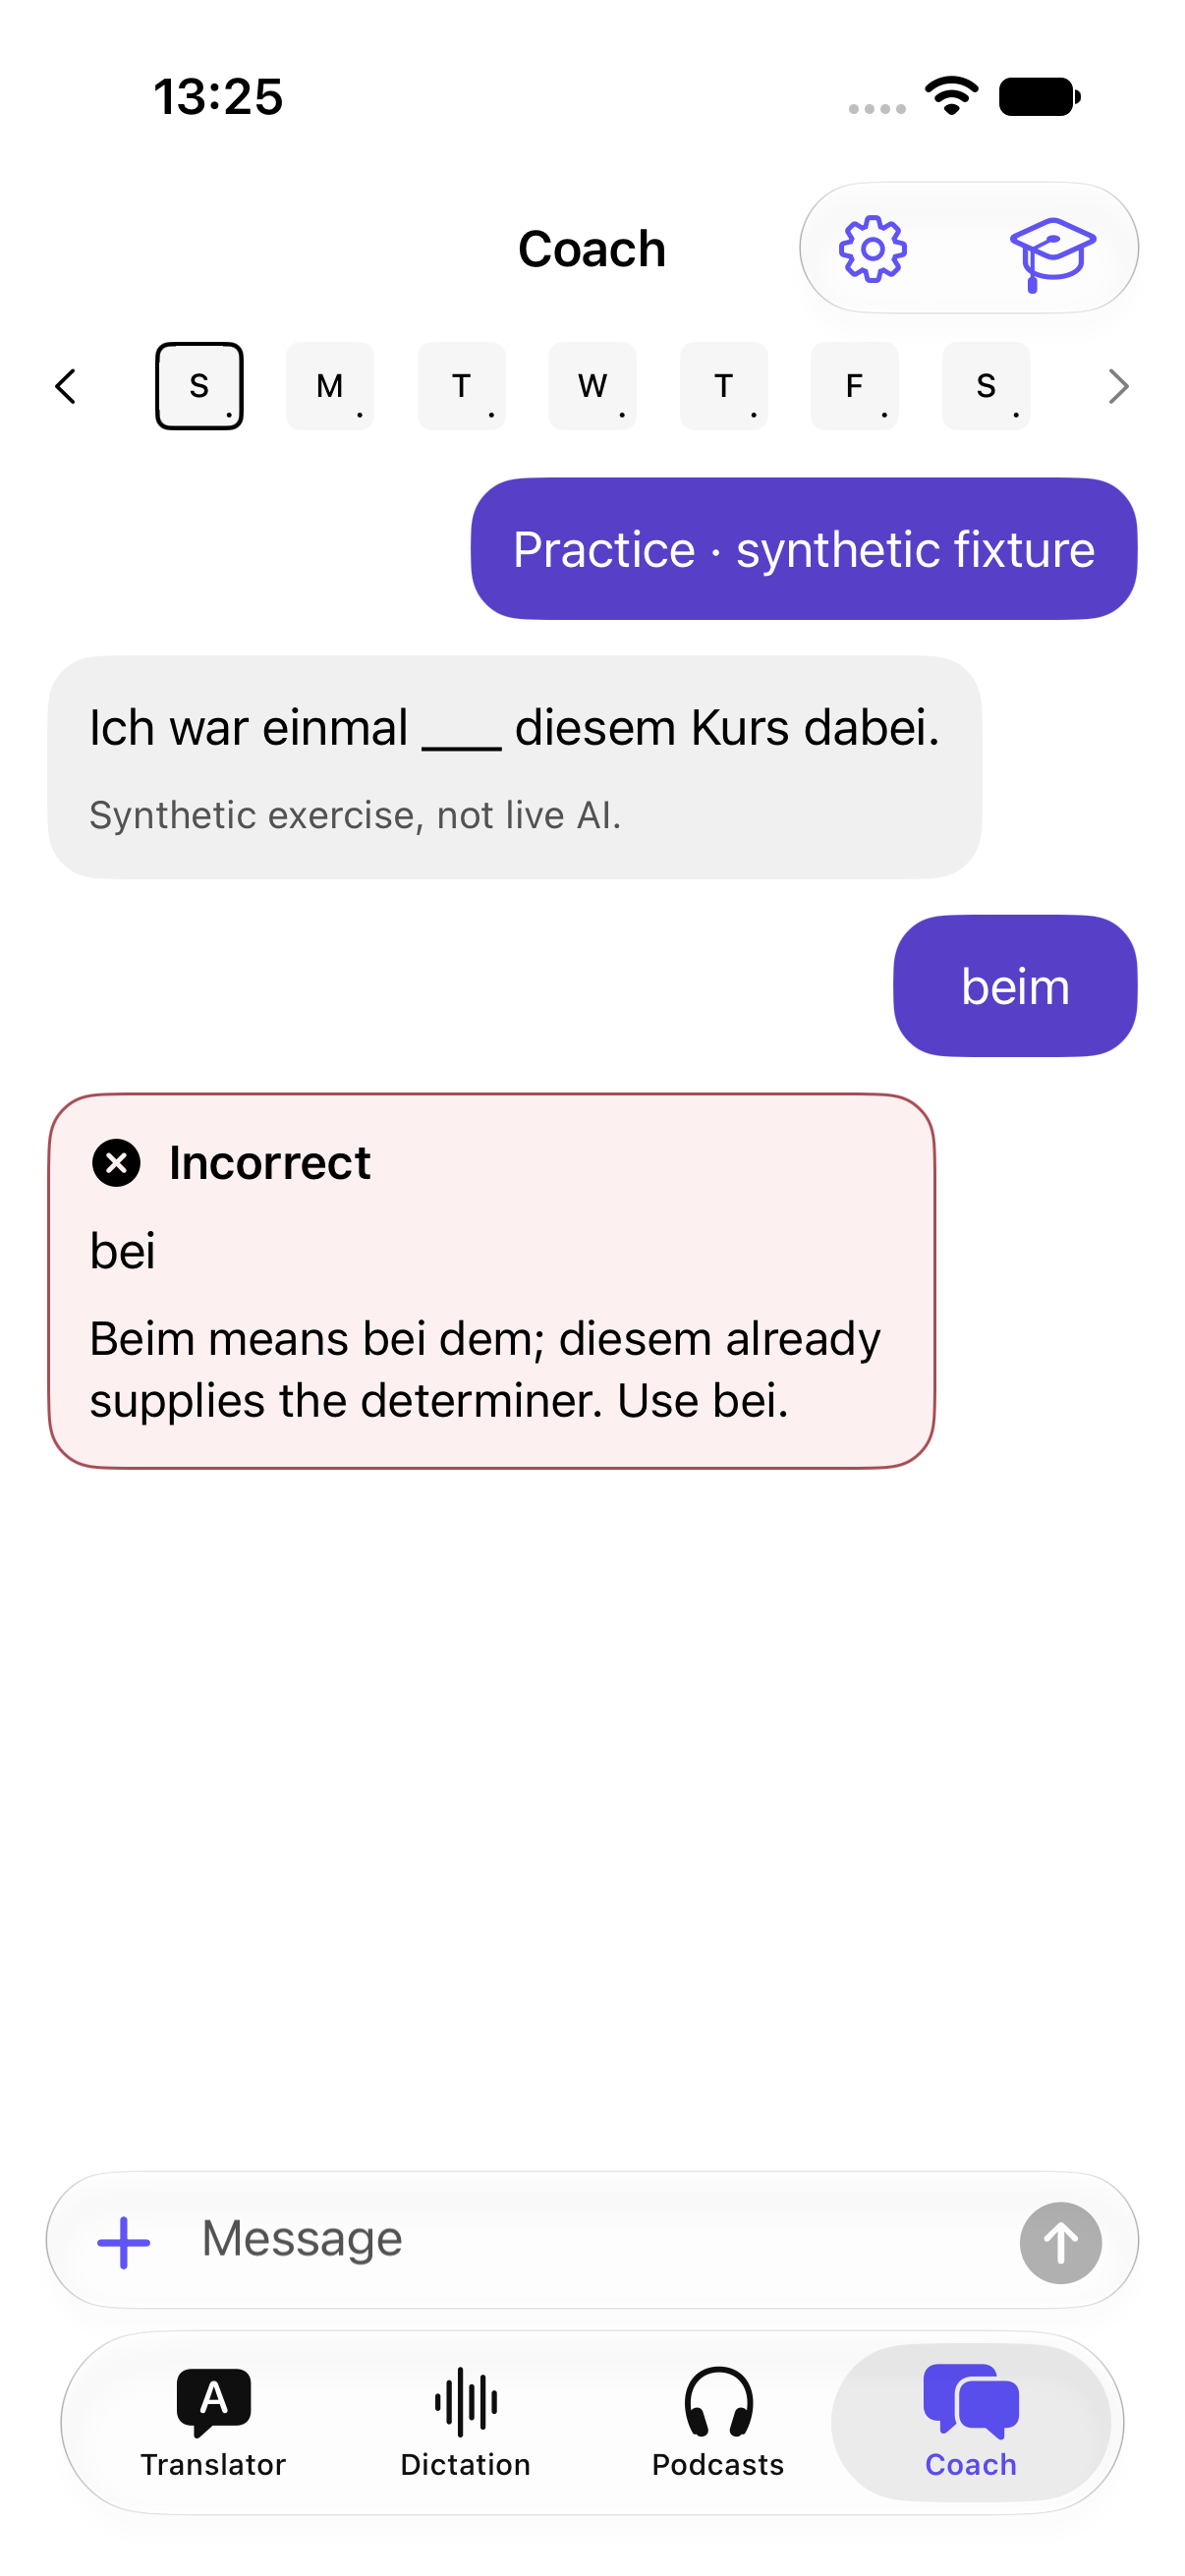 13:25
Coach
S.
M.
T.
W.
T.
F.
S.
Practice · synthetic fixture
Ich war einmal ___ diesem Kurs dabei.
Synthetic exercise, not live AI.
beim
Incorrect
bei
Beim means bei dem; diesem already
supplies the determiner. Use bei.
Message
A
Translator
Dictation
Podcasts
Coach